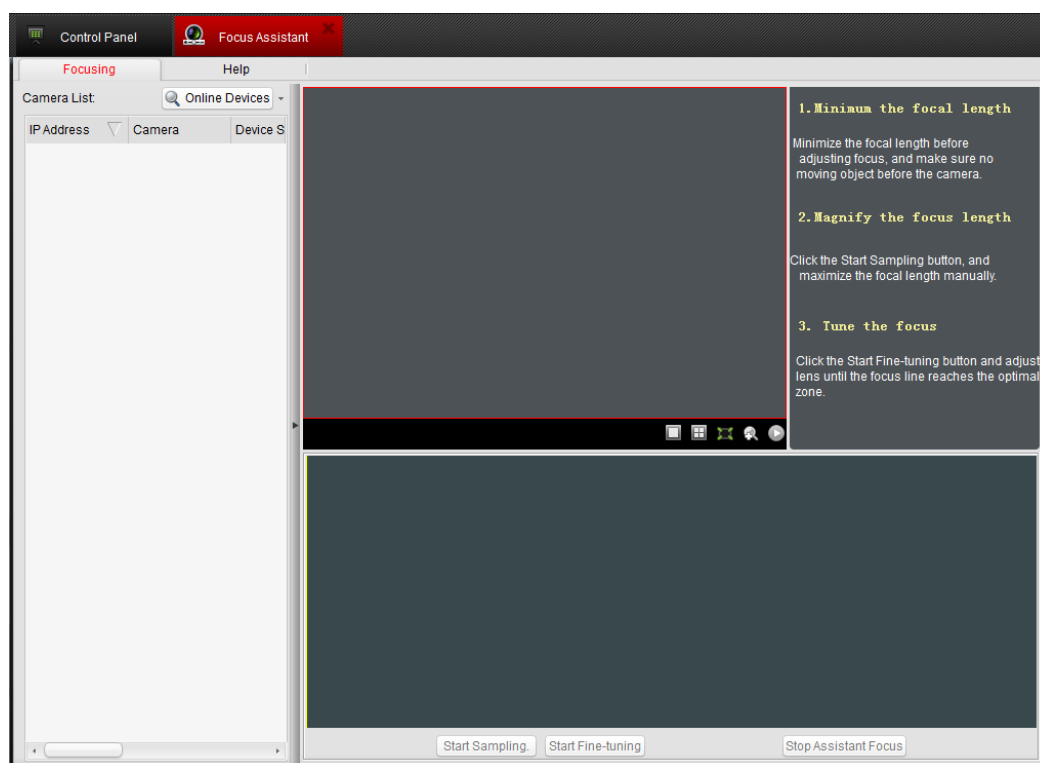 Control Panel
Focus Assistant
Focusing
Help
Camera List:
Online Devices
IP Address
Camera
Device S
1.Minimum the focal length
Minimize the focal length before
adjusting focus, and make sure no
moving object before the camera.
2.Magnify the focus length
Click the Start Sampling button, and
maximize the focal length manually.
3. Tune the focus
Click the Start Fine-tuning button and adjust
lens until the focus line reaches the optimal
zone.
Start Sampling.
Start Fine-tuning
Stop Assistant Focus